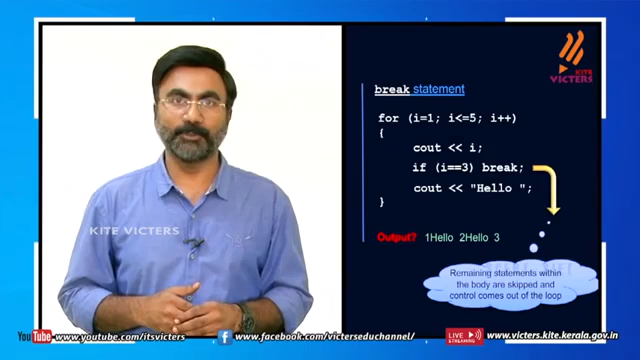 KITE
VICTERS
break statement
for (i=1; i<=5; i++)
{
cout << i;
if (i==3) break;
cout << "Hello ";
}
Output? 1Hello 2Hello 3
Remaining statements within
the body are skipped and
control comes out of the loop
KITE VICTERS
YouTube www.youtube.com/itsvicters
f www.facebook.com/victerseduchannel/
LIVE STREAMING www.victers.kite.kerala.gov.in